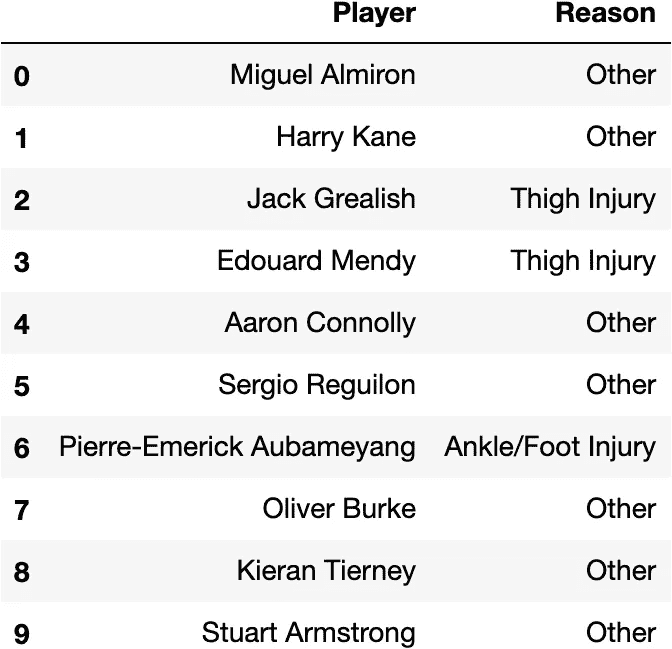 Player Reason
0 Miguel Almiron Other
1 Harry Kane Other
2 Jack Grealish Thigh Injury
3 Edouard Mendy Thigh Injury
4 Aaron Connolly Other
5 Sergio Reguilon Other
6 Pierre-Emerick Aubameyang Ankle/Foot Injury
7 Oliver Burke Other
8 Kieran Tierney Other
9 Stuart Armstrong Other